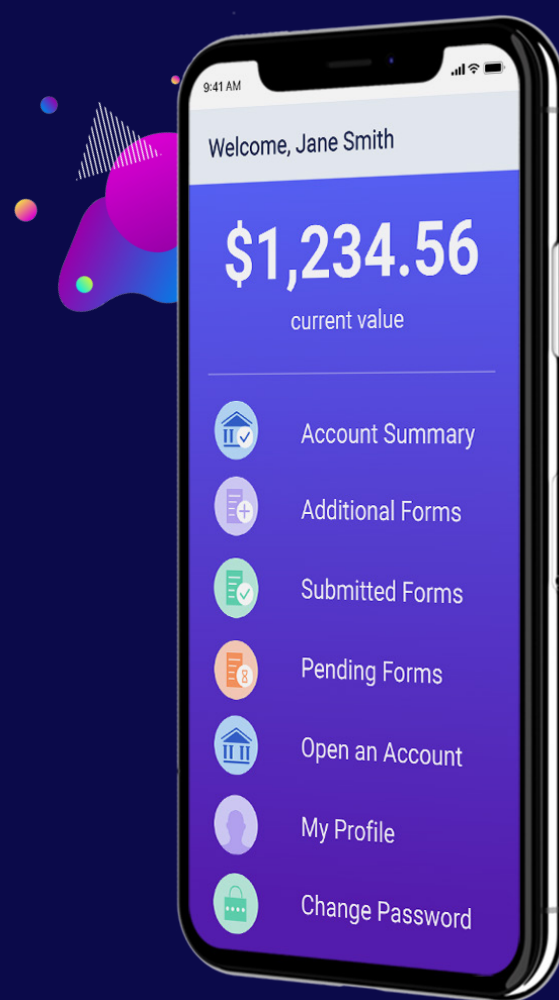 9:41 AM
Welcome, Jane Smith
$1,234.56
current value
Account Summary
Additional Forms
Submitted Forms
Pending Forms
Open an Account
My Profile
Change Password